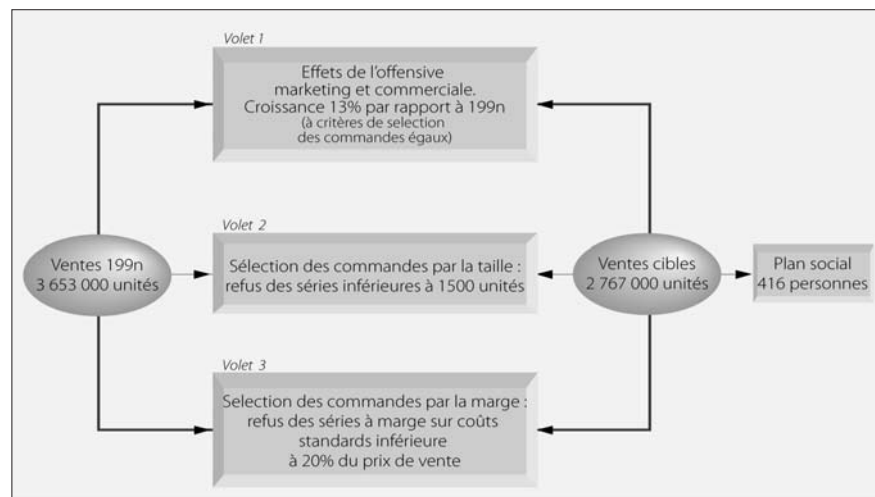 Volet 1
Effets de l'offensive
marketing et commerciale.
Croissance 13% par rapport à 199n
(à critères de selection
des commandes égaux)
Volet 2
Ventes 199n
3 653 000 unités
Sélection des commandes par la taille :
refus des séries inférieures à 1500 unités
Ventes cibles
2 767 000 unités
Plan social
416 personnes
Volet 3
Selection des commandes par la marge :
refus des séries à marge sur coûts
standards inférieure
à 20% du prix de vente